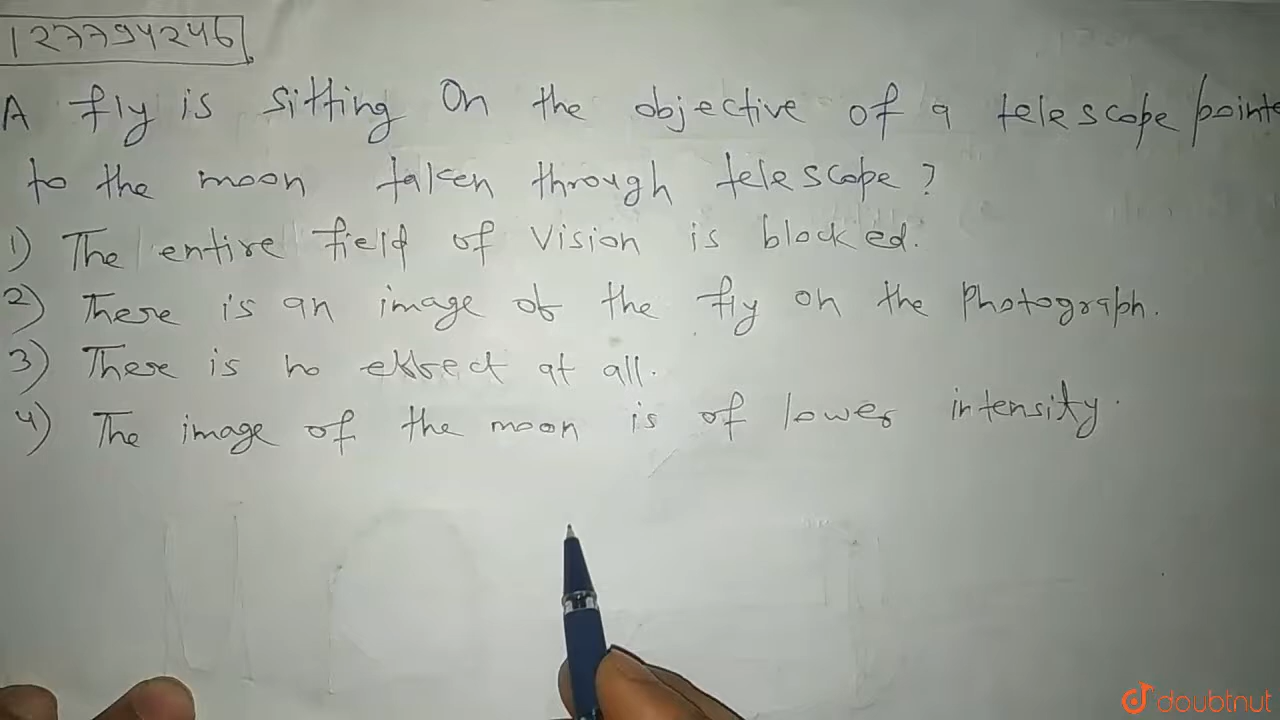 127794246
A fly is sitting on the objective of a telescope pointe
to the moon taken through telescope?
1) The entire field of vision is blocked.
2) There is an image of the fly on the photograph.
3) There is no effect at all.
4) The image of the moon is of lower intensity.
doubtnut